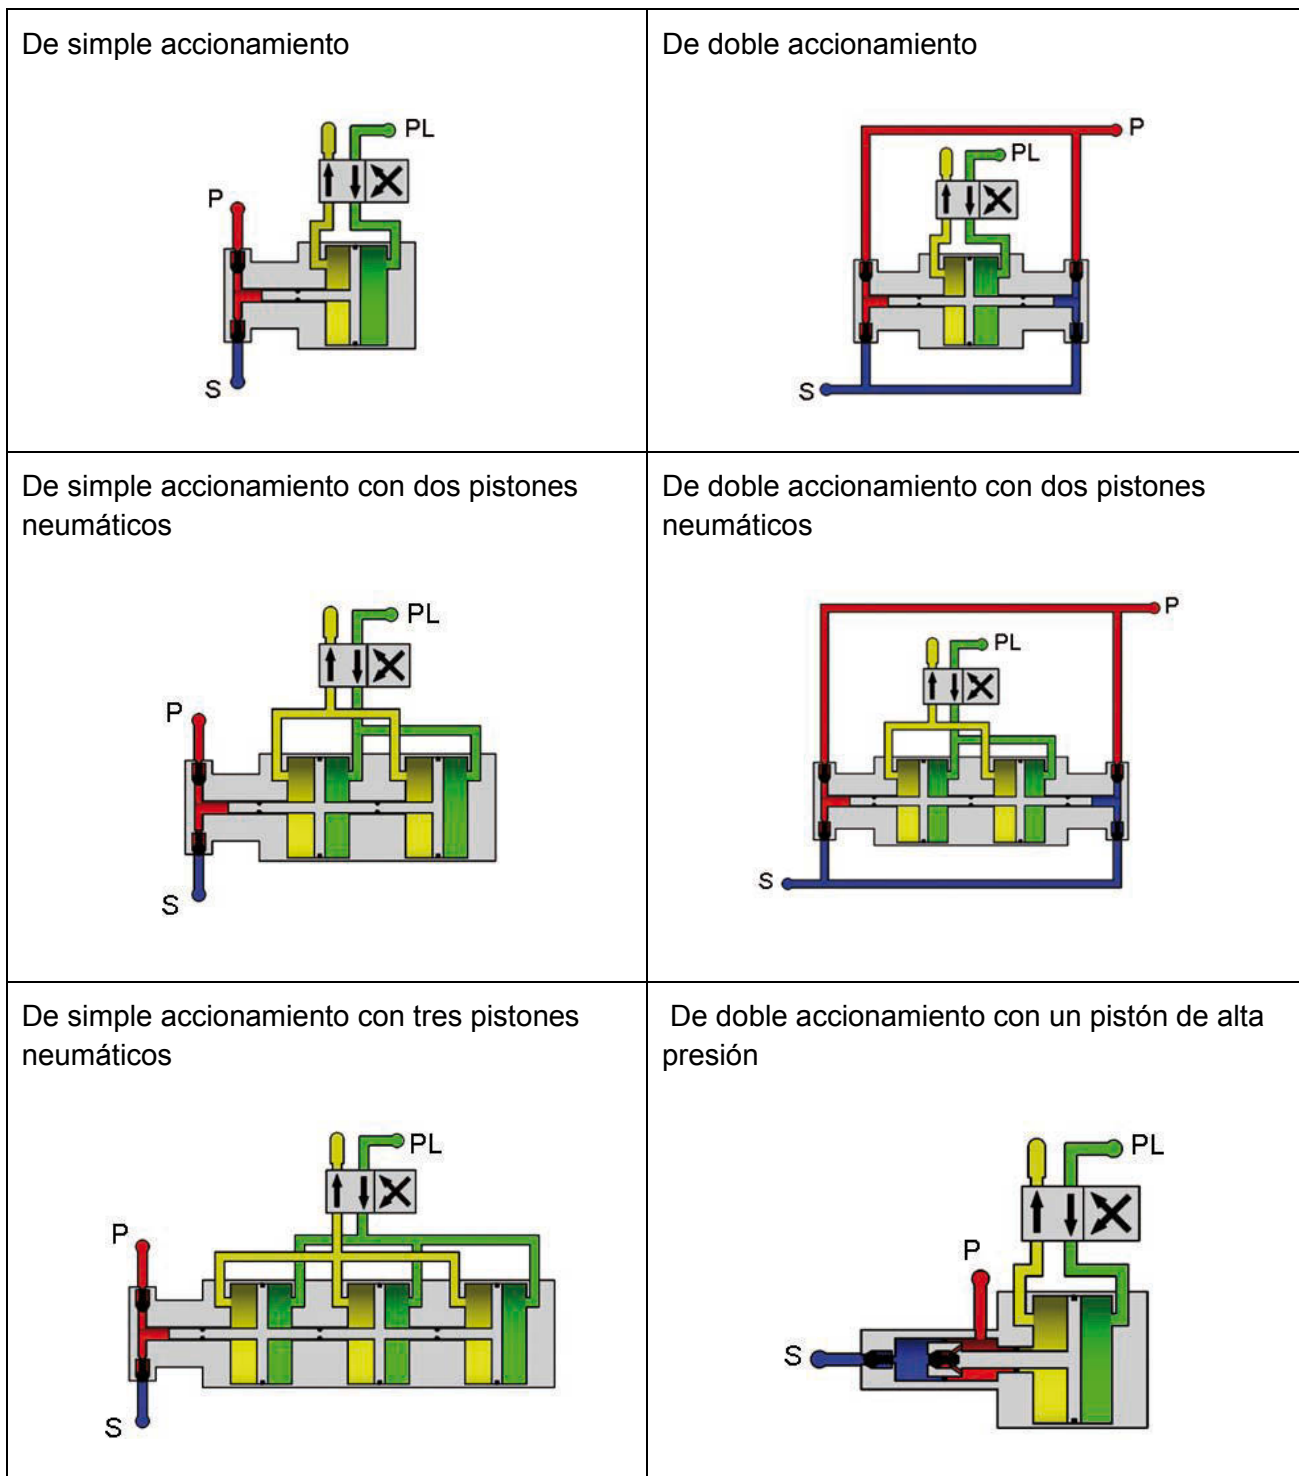 De simple accionamiento
PL
P
S
De doble accionamiento
P
PL
S
De simple accionamiento con dos pistones
neumáticos
PL
P
S
De doble accionamiento con dos pistones
neumáticos
P
PL
S
De simple accionamiento con tres pistones
neumáticos
PL
P
S
De doble accionamiento con un pistón de alta
presión
PL
P
S